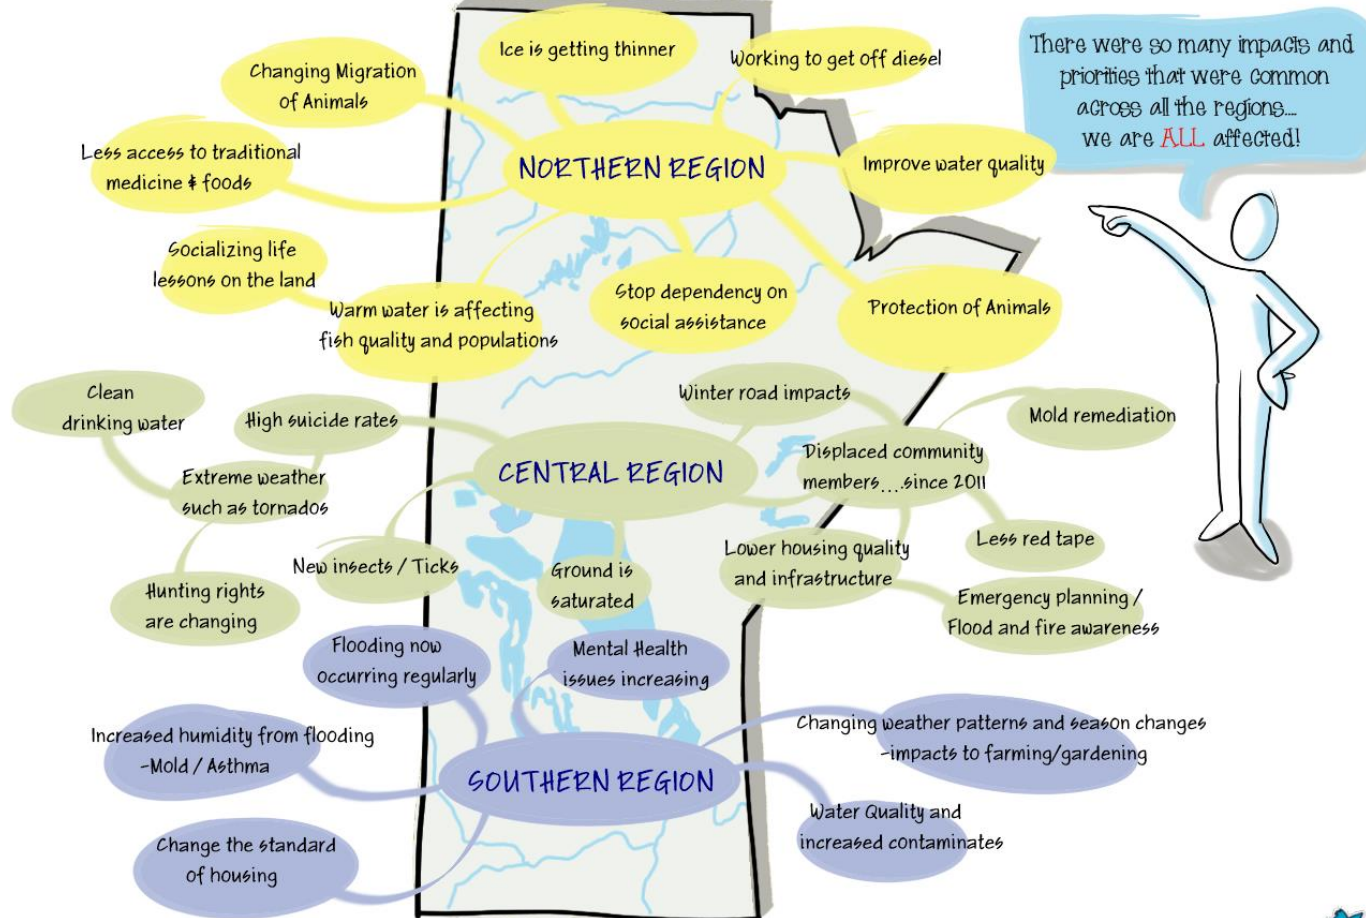 Ice is getting thinner
Working to get off diesel
Changing Migration
of Animals
Less access to traditional
medicine & foods
NORTHERN REGION
Improve water quality
Socializing life
lessons on the land
Warm water is affecting
fish quality and populations
Stop dependency on
social assistance
Protection of Animals
There were so many impacts and
priorities that were common
across all the regions....
we are ALL affected!
Clean
drinking water
High suicide rates
Winter road impacts
Mold remediation
Extreme weather
such as tornados
CENTRAL REGION
Displaced community
members....since 2011
Hunting rights
are changing
New insects / Ticks
Ground is
saturated
Lower housing quality
and infrastructure
Less red tape
Emergency planning /
Flood and fire awareness
Flooding now
occurring regularly
Mental Health
issues increasing
Increased humidity from flooding
-Mold / Asthma
SOUTHERN REGION
Changing weather patterns and season changes
-impacts to farming/gardening
Change the standard
of housing
Water Quality and
increased contaminates